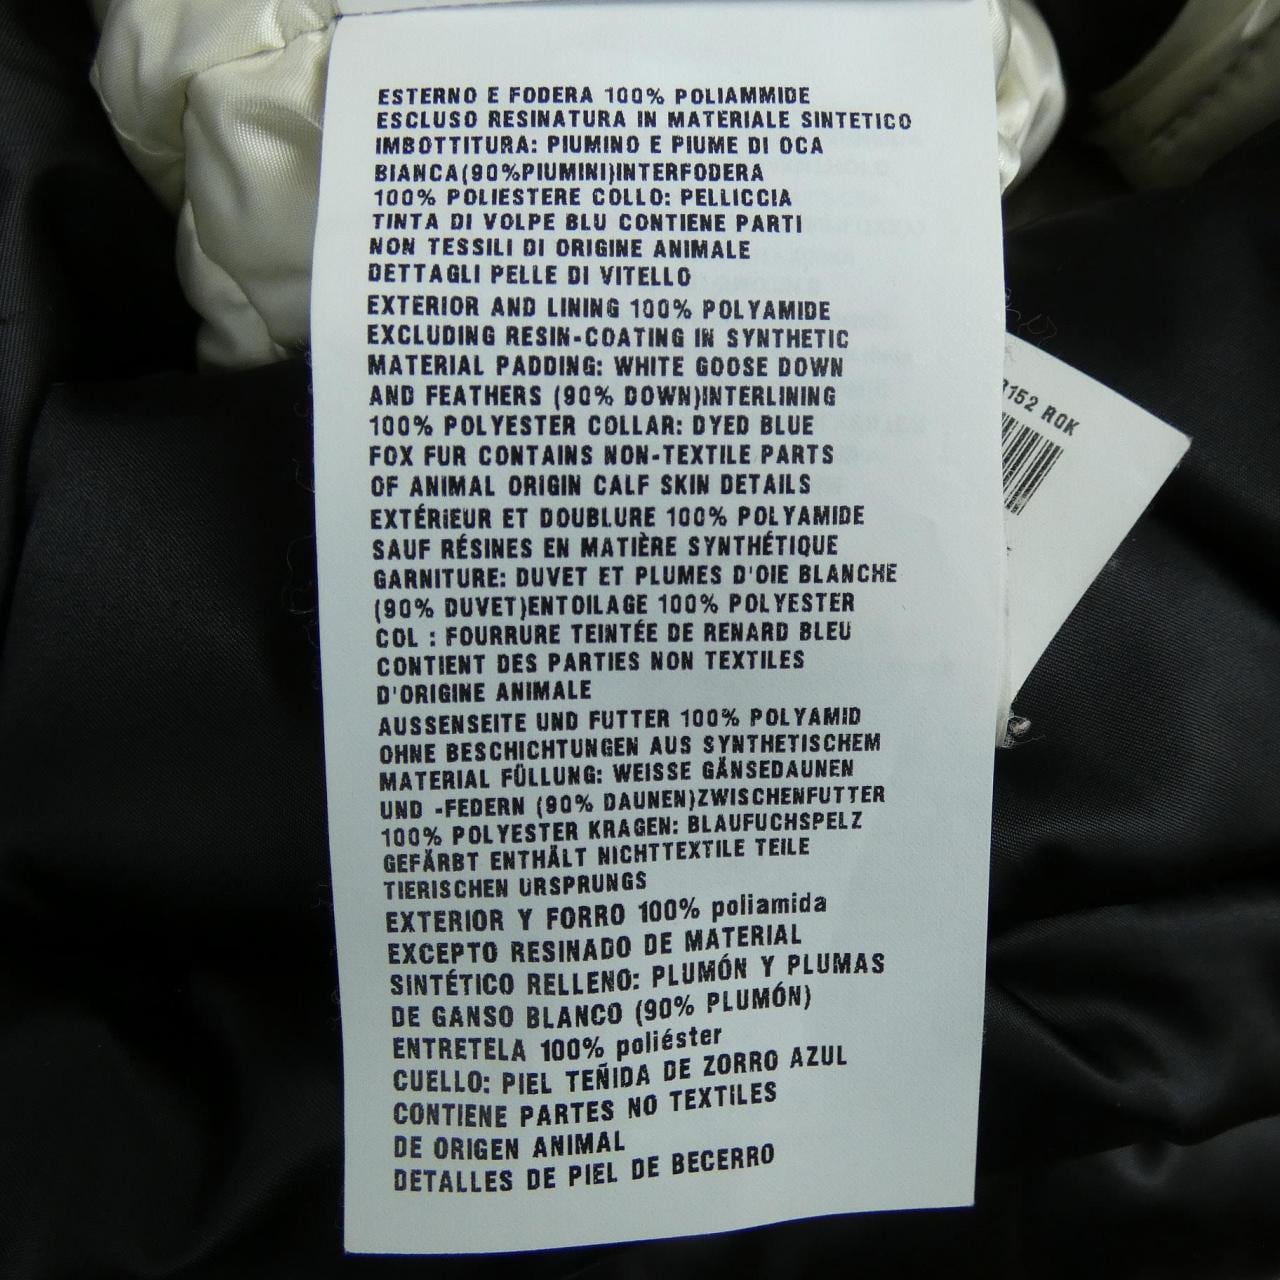 ESTERNO E FODERA 100% POLIAMMIDE
ESCLUSO RESINATURA IN MATERIALE SINTETICO
IMBOTTITURA: PIUMINO E PIUME DI OCA
BIANCA(90%PIUMINI)INTERFODERA
100% POLIESTERE COLLO: PELLICCIA
TINTA DI VOLPE BLU CONTIENE PARTI
NON TESSILI DI ORIGINE ANIMALE
DETTAGLI PELLE DI VITELLO
EXTERIOR AND LINING 100% POLYAMIDE
EXCLUDING RESIN-COATING IN SYNTHETIC
MATERIAL PADDING: WHITE GOOSE DOWN
AND FEATHERS (90% DOWN)INTERLINING
100% POLYESTER COLLAR: DYED BLUE
FOX FUR CONTAINS NON-TEXTILE PARTS
OF ANIMAL ORIGIN CALF SKIN DETAILS
EXTÉRIEUR ET DOUBLURE 100% POLYAMIDE
SAUF RÉSINES EN MATIÈRE SYNTHÉTIQUE
GARNITURE: DUVET ET PLUMES D'OIE BLANCHE
(90% DUVET)ENTOILAGE 100% POLYESTER
COL : FOURRURE TEINTÉE DE RENARD BLEU
CONTIENT DES PARTIES NON TEXTILES
D'ORIGINE ANIMALE
AUSSENSEITE UND FUTTER 100% POLYAMID
OHNE BESCHICHTUNGEN AUS SYNTHETISCHEM
MATERIAL FÜLLUNG: WEISSE GÄNSEDAUNEN
UND -FEDERN (90% DAUNEN)ZWISCHENFUTTER
100% POLYESTER KRAGEN: BLAUFUCHSPELZ
GEFÄRBT ENTHÄLT NICHTTEXTILE TEILE
TIERISCHEN URSPRUNGS
EXTERIOR Y FORRO 100% poliamida
EXCEPTO RESINADO DE MATERIAL
SINTÉTICO RELLENO: PLUMÓN Y PLUMAS
DE GANSO BLANCO (90% PLUMÓN)
ENTRETELA 100% poliéster
CUELLO: PIEL TEÑIDA DE ZORRO AZUL
CONTIENE PARTES NO TEXTILES
DE ORIGEN ANIMAL
DETALLES DE PIEL DE BECERRO
152 ROK